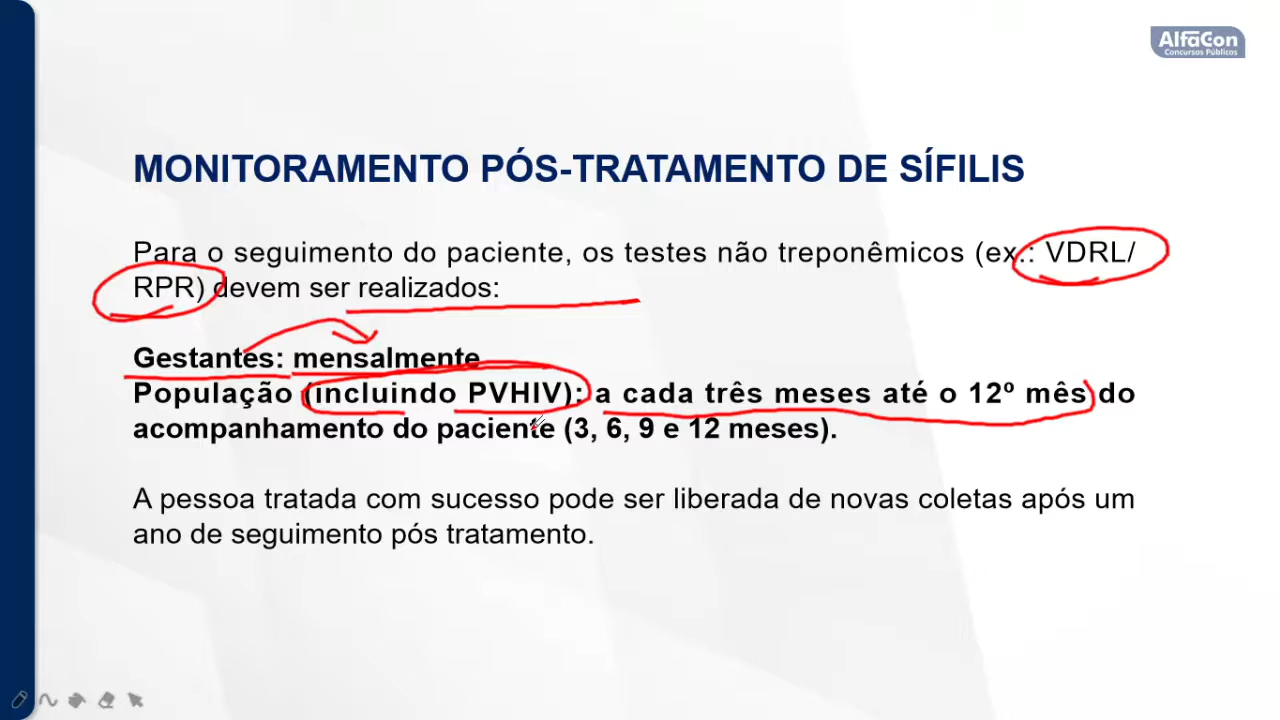 AlfaCon
Concursos Públicos
MONITORAMENTO PÓS-TRATAMENTO DE SÍFILIS
Para o seguimento do paciente, os testes não treponêmicos (ex.: VDRL/
RPR) devem ser realizados:
Gestantes: mensalmente
População (incluindo PVHIV): a cada três meses até o 12º mês do
acompanhamento do paciente (3, 6, 9 e 12 meses).
A pessoa tratada com sucesso pode ser liberada de novas coletas após um
ano de seguimento pós tratamento.